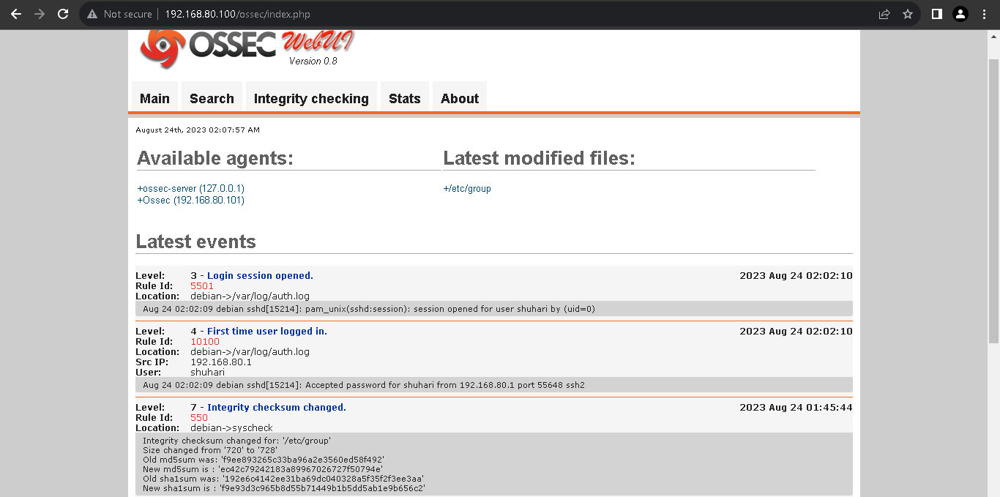 Not secure
192.168.80.100/ossec/index.php
OSSEC WebUI
Version 0.8
Main Search Integrity checking Stats About
August 24th, 2023 02:07:57 AM
Available agents:
+ossec-server (127.0.0.1)
+Ossec (192.168.80.101)
Latest modified files:
+/etc/group
Latest events
Level: 3 - Login session opened. 2023 Aug 24 02:02:10
Rule Id: 5501
Location: debian->/var/log/auth.log
Aug 24 02:02:09 debian sshd[15214]: pam_unix(sshd:session): session opened for user shuhari by (uid=0)
Level: 4 - First time user logged in. 2023 Aug 24 02:02:10
Rule Id: 10100
Location: debian->/var/log/auth.log
Src IP: 192.168.80.1
User: shuhari
Aug 24 02:02:09 debian sshd[15214]: Accepted password for shuhari from 192.168.80.1 port 55648 ssh2
Level: 7 - Integrity checksum changed. 2023 Aug 24 01:45:44
Rule Id: 550
Location: debian->syscheck
Integrity checksum changed for: '/etc/group'
Size changed from '720' to '728'
Old md5sum was: 'f9ee893265c33ba96a2e3560ed58f492'
New md5sum is : 'ec42c79242183a89967026727f50794e'
Old sha1sum was: '192e6c4142ee31ba69dc040328a5f35f2f3ee3aa'
New sha1sum is : 'f9e93d3c965b8d55b71449b1b5dd5ab1e9b656c2'